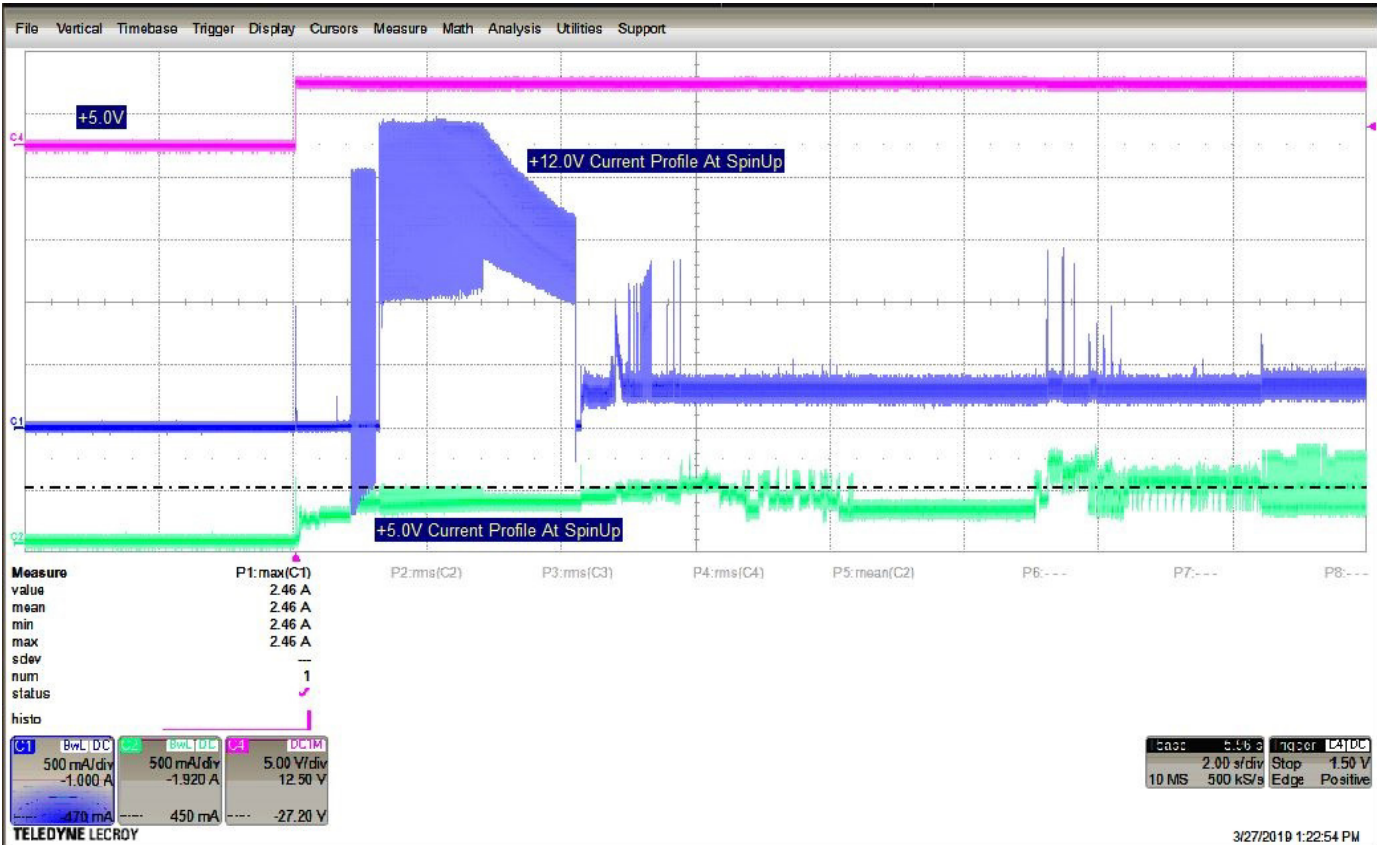 File Vertical Timebase Trigger Display Cursors Measure Math Analysis Utilities Support
+5.0V
C4
+12.0V Current Profile At SpinUp
C1
+5.0V Current Profile At SpinUp
C2
Measure P1:max(C1) P2:rms(C2) P3:rms(C3) P4:rms(C4) P5:mean(C2) P6:--- P7:--- P8:---
value 2.46 A
mean 2.46 A
min 2.46 A
max 2.46 A
sdev ---
num 1
status
histo
C1 BwL DC C2 BwL DC C4 DC1M
500 mA/div 500 mA/div 5.00 V/div
-1.000 A -1.920 A 12.50 V
-470 mA 450 mA -27.20 V
Tbase 5.56 s Trigger C4 DC
2.00 s/div Stop 1.50 V
10 MS 500 kS/s Edge Positive
TELEDYNE LECROY
3/27/2019 1:22:54 PM